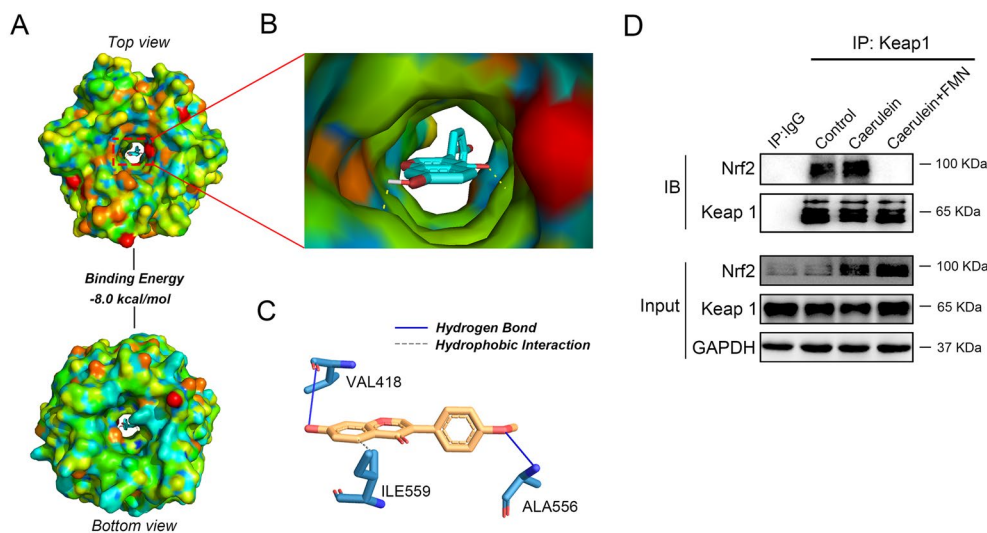 A
Top view
Binding Energy
-8.0 kcal/mol
Bottom view
B
C
Hydrogen Bond
Hydrophobic Interaction
VAL418
ILE559
ALA556
D
IP: Keap1
IP:IgG
Control
Caerulein
Caerulein+FMN
IB
Nrf2
100 KDa
Keap 1
65 KDa
Input
Nrf2
100 KDa
Keap 1
65 KDa
GAPDH
37 KDa